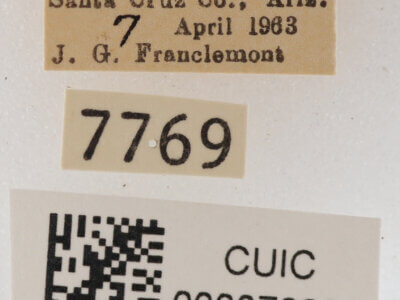 Santa Cruz Co., Ariz.
7 April 1963
J. G. Franclemont
7769
CUIC